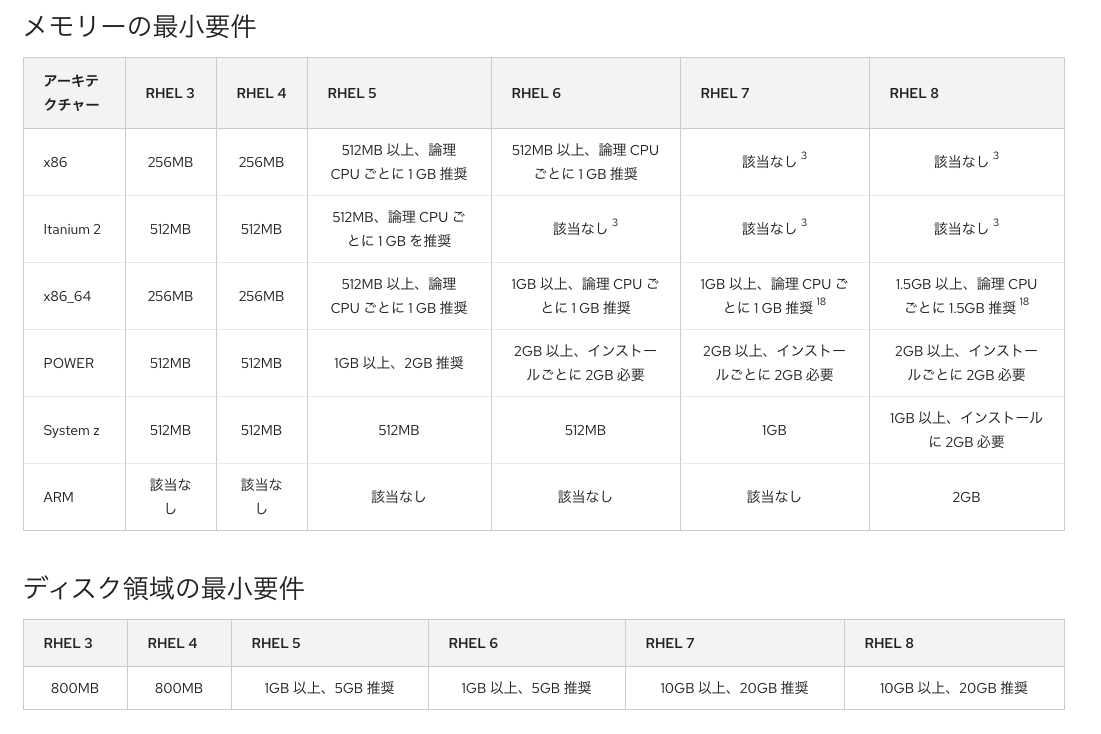 メモリーの最小要件
アーキテ
クチャー
RHEL 3
RHEL 4
RHEL 5
RHEL 6
RHEL 7
RHEL 8
x86
256MB
256MB
512MB 以上、論理
CPU ごとに 1 GB 推奨
512MB 以上、論理 CPU
ごとに 1 GB 推奨
該当なし 3
該当なし 3
Itanium 2
512MB
512MB
512MB、論理 CPU ご
とに 1 GB を推奨
該当なし 3
該当なし 3
該当なし 3
x86_64
256MB
256MB
512MB 以上、論理
CPU ごとに 1 GB 推奨
1GB 以上、論理 CPU ご
とに 1 GB 推奨
1GB 以上、論理 CPU ご
とに 1 GB 推奨 18
1.5GB 以上、論理 CPU
ごとに 1.5GB 推奨 18
POWER
512MB
512MB
1GB 以上、2GB 推奨
2GB 以上、インストー
ルごとに 2GB 必要
2GB 以上、インストー
ルごとに 2GB 必要
2GB 以上、インストー
ルごとに 2GB 必要
System z
512MB
512MB
512MB
512MB
1GB
1GB 以上、インストール
に 2GB 必要
ARM
該当な
し
該当な
し
該当なし
該当なし
該当なし
2GB
ディスク領域の最小要件
RHEL 3
RHEL 4
RHEL 5
RHEL 6
RHEL 7
RHEL 8
800MB
800MB
1GB 以上、5GB 推奨
1GB 以上、5GB 推奨
10GB 以上、20GB 推奨
10GB 以上、20GB 推奨